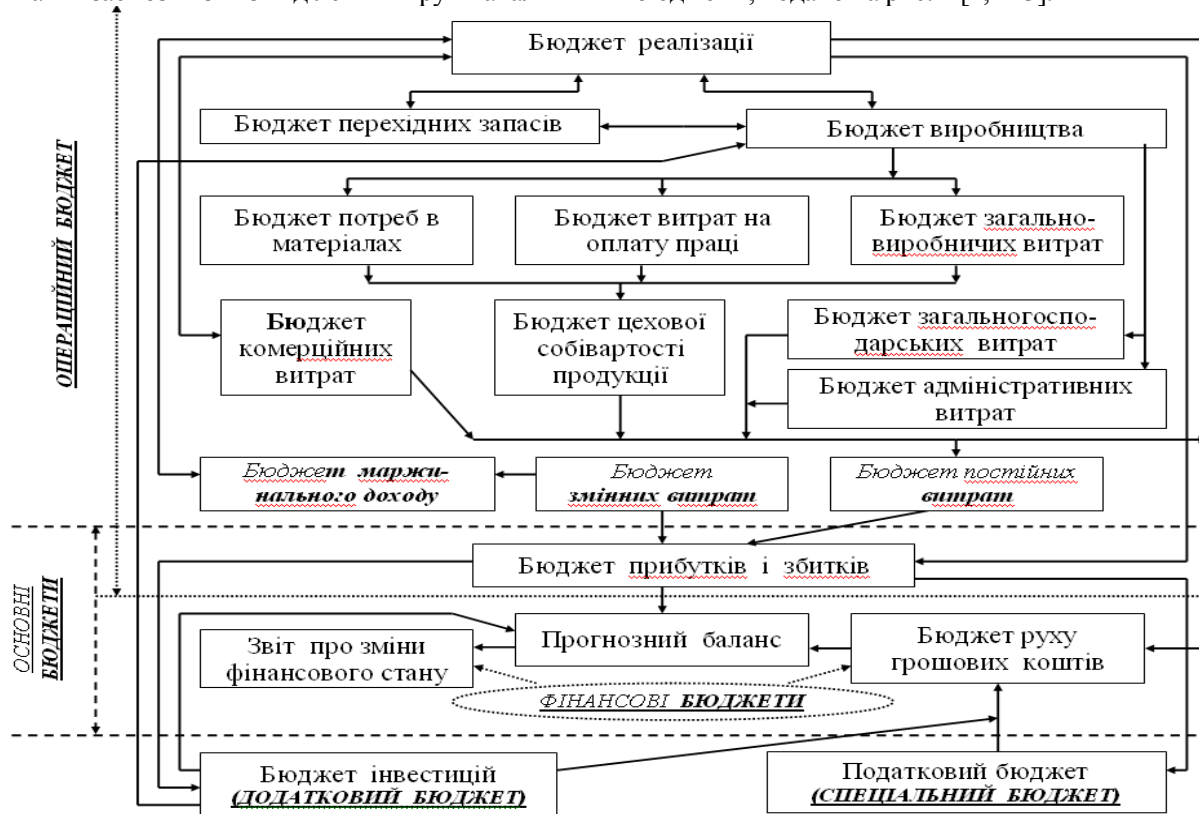 Бюджет реалізації
Бюджет перехідних запасів
Бюджет виробництва
ОПЕРАЦІЙНИЙ БЮДЖЕТ
Бюджет потреб в
матеріалах
Бюджет витрат на
оплату праці
Бюджет загально-
виробничих витрат
Бюджет
комерційних
витрат
Бюджет цехової
собівартості
продукції
Бюджет загальногоспо-
дарських витрат
Бюджет адміністративних
витрат
Бюджет маржи-
нального доходу
Бюджет
змінних витрат
Бюджет постійних
витрат
ОСНОВНІ
БЮДЖЕТИ
Бюджет прибутків і збитків
Звіт про зміни
фінансового стану
Прогнозний баланс
Бюджет руху
грошових коштів
ФІНАНСОВІ БЮДЖЕТИ
Бюджет інвестицій
(ДОДАТКОВИЙ БЮДЖЕТ)
Податковий бюджет
(СПЕЦІАЛЬНИЙ БЮДЖЕТ)